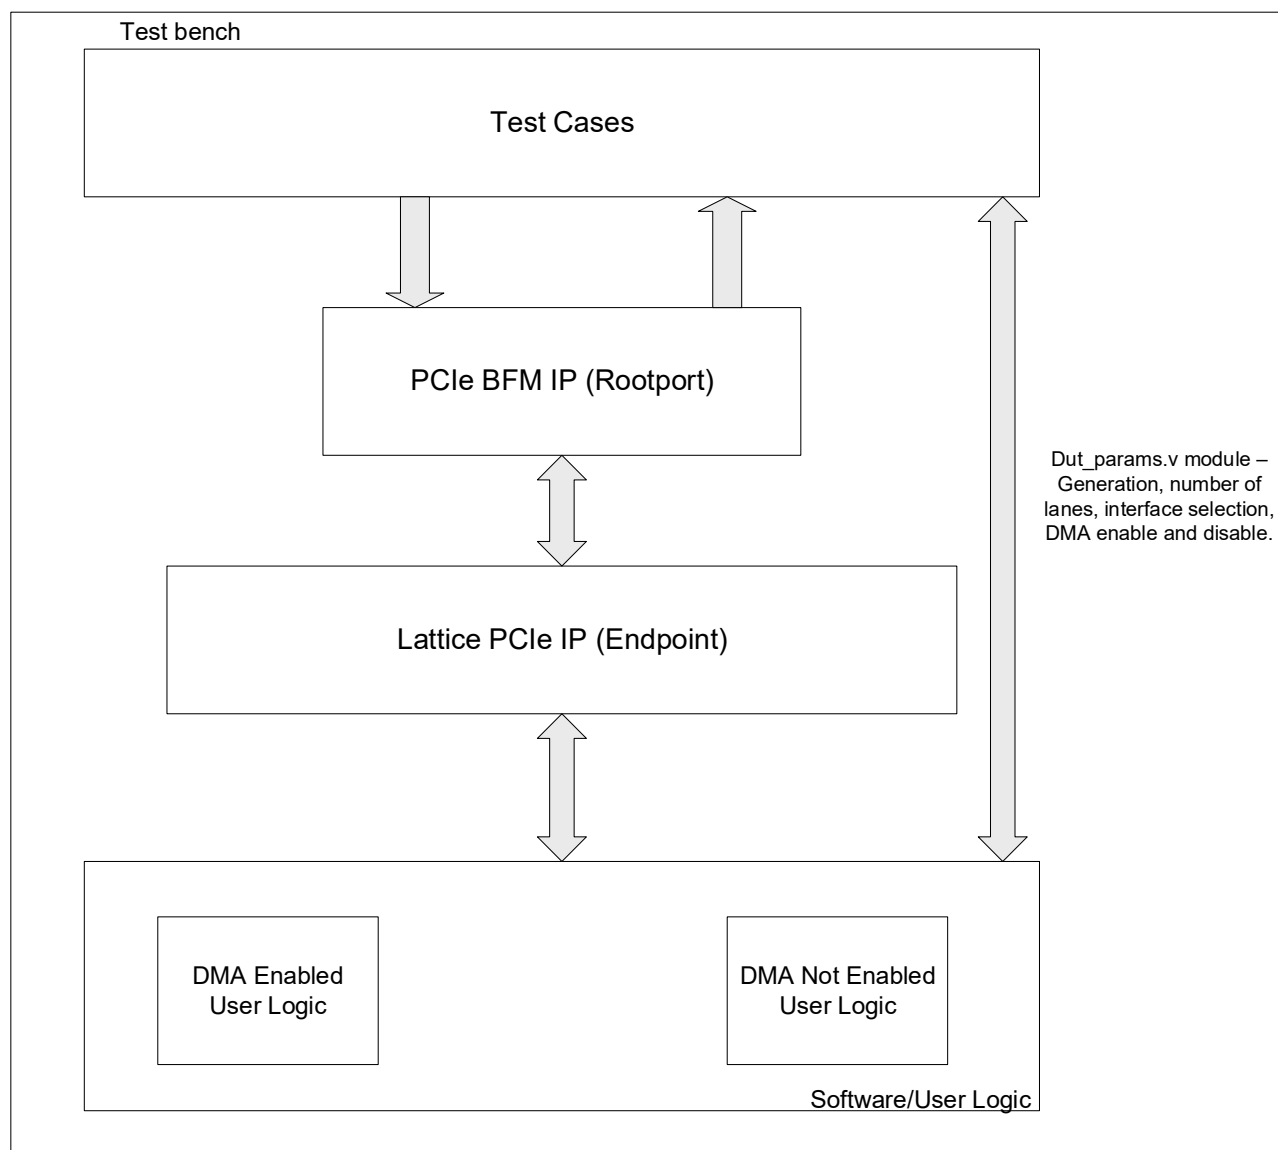 Test bench
Test Cases
PCIe BFM IP (Rootport)
Dut_params.v module –
Generation, number of
lanes, interface selection,
DMA enable and disable.
Lattice PCIe IP (Endpoint)
DMA Enabled
User Logic
DMA Not Enabled
User Logic
Software/User Logic